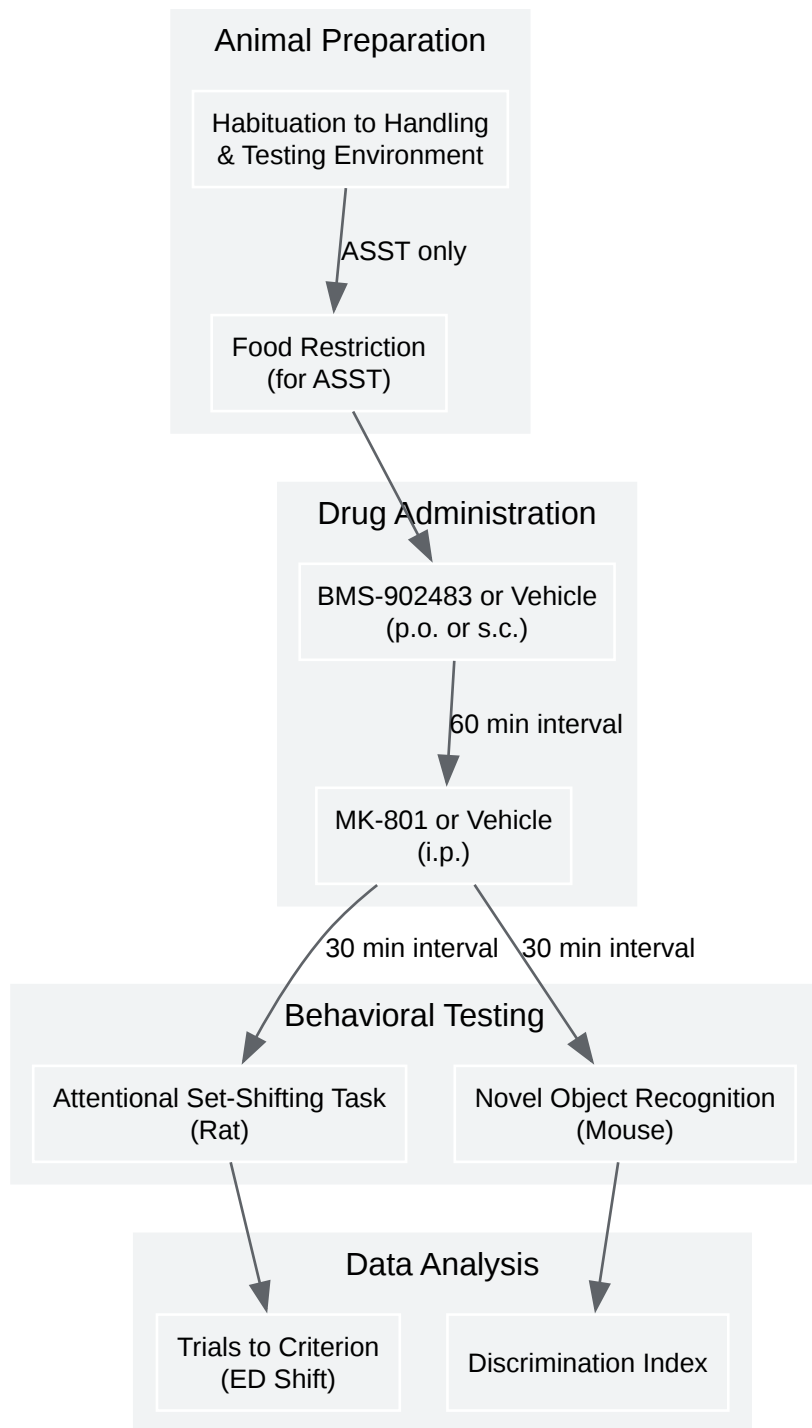 Animal Preparation
Habituation to Handling
& Testing Environment
ASST only
Food Restriction
(for ASST)
Drug Administration
BMS-902483 or Vehicle
(p.o. or s.c.)
60 min interval
MK-801 or Vehicle
(i.p.)
30 min interval
30 min interval
Behavioral Testing
Attentional Set-Shifting Task
(Rat)
Novel Object Recognition
(Mouse)
Data Analysis
Trials to Criterion
(ED Shift)
Discrimination Index